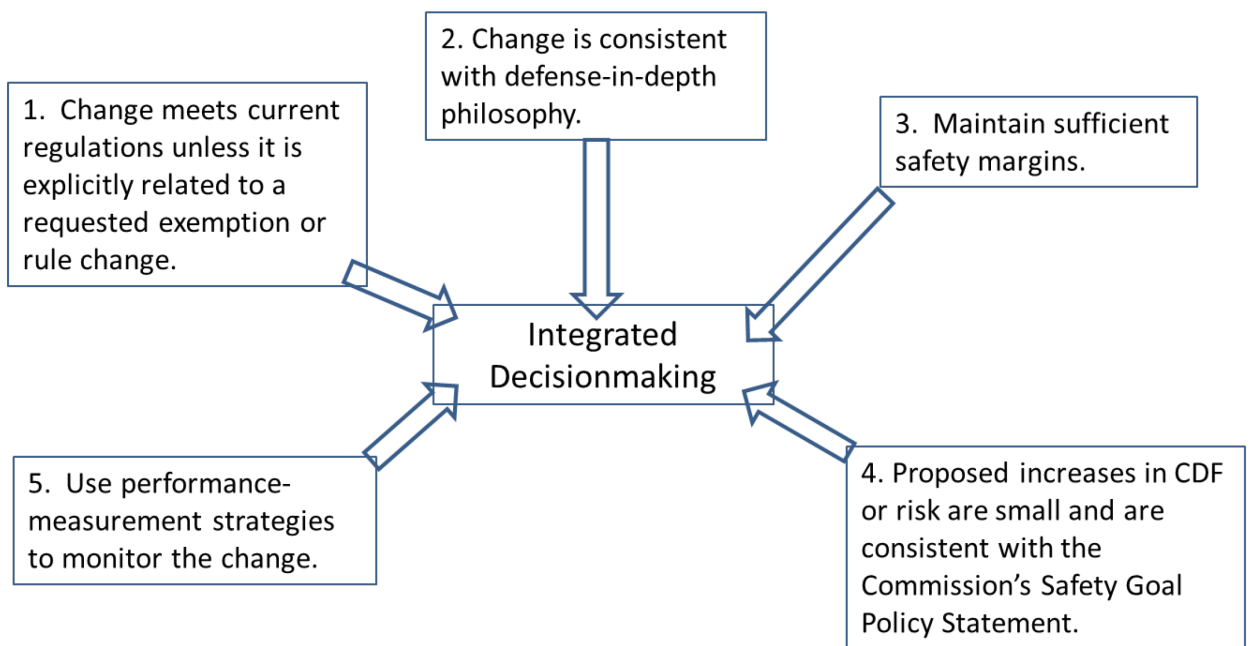 1.  Change meets current
regulations unless it is
explicitly related to a
requested exemption or
rule change.
2. Change is consistent
with defense-in-depth
philosophy.
3.  Maintain sufficient
safety margins.
Integrated
Decisionmaking
4. Proposed increases in CDF
or risk are small and are
consistent with the
Commission’s Safety Goal
Policy Statement.
5.  Use performance-
measurement strategies
to monitor the change.